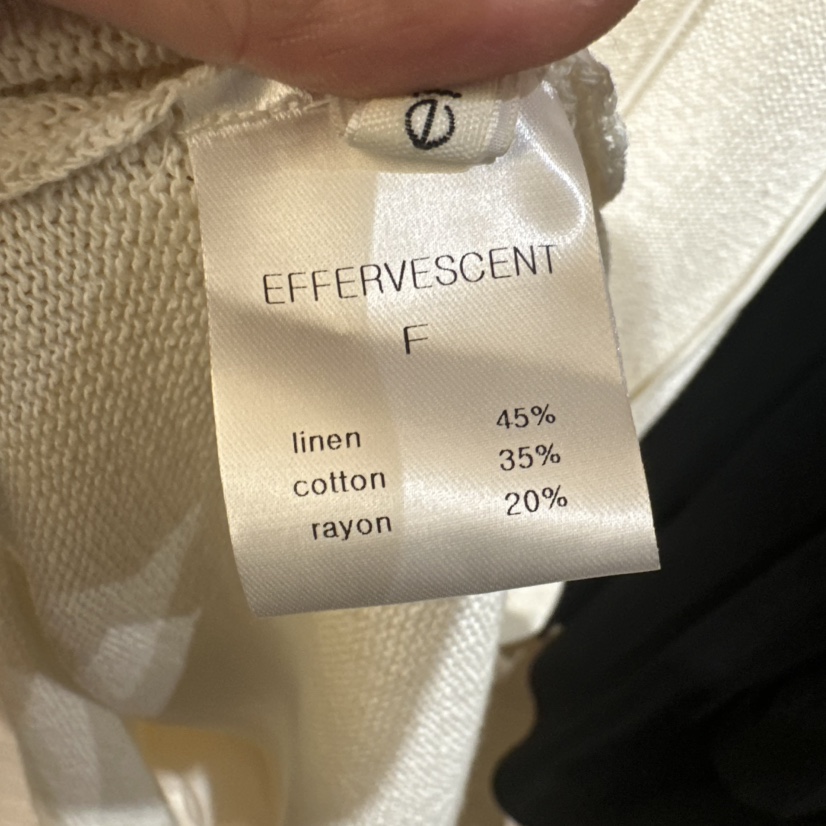 EFFERVESCENT
F
linen 45%
cotton 35%
rayon 20%